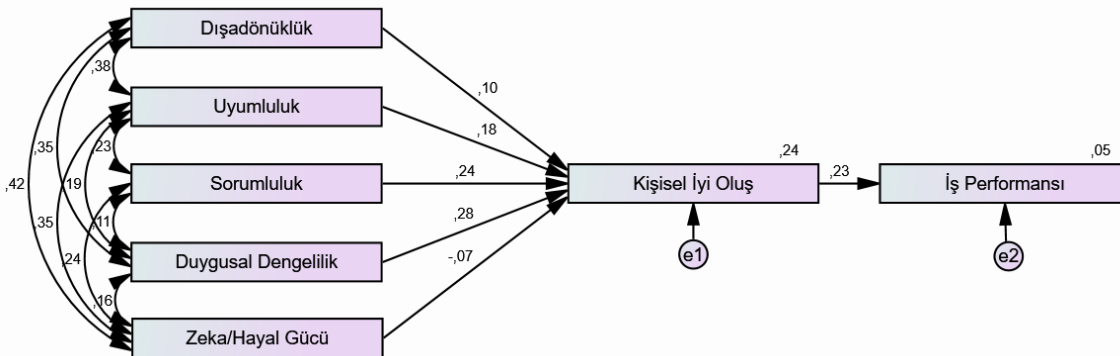 Dışadönüklük
,38
,10
Uyumluluk
,24
,05
,18
,35
,23
,42
,19
Sorumluluk
,24
Kişisel İyi Oluş
,23
İş Performansı
,35
,11
,28
,24
Duygusal Dengelilik
-,07
e1
e2
,16
Zeka/Hayal Gücü